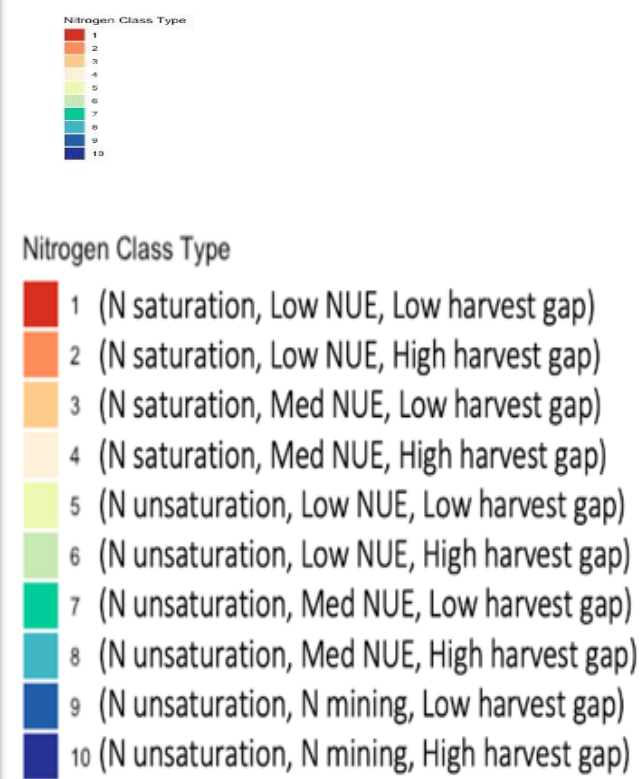 Nitrogen Class Type
1
2
3
4
5
6
7
8
9
10
Nitrogen Class Type
1 (N saturation, Low NUE, Low harvest gap)
2 (N saturation, Low NUE, High harvest gap)
3 (N saturation, Med NUE, Low harvest gap)
4 (N saturation, Med NUE, High harvest gap)
5 (N unsaturation, Low NUE, Low harvest gap)
6 (N unsaturation, Low NUE, High harvest gap)
7 (N unsaturation, Med NUE, Low harvest gap)
8 (N unsaturation, Med NUE, High harvest gap)
9 (N unsaturation, N mining, Low harvest gap)
10 (N unsaturation, N mining, High harvest gap)